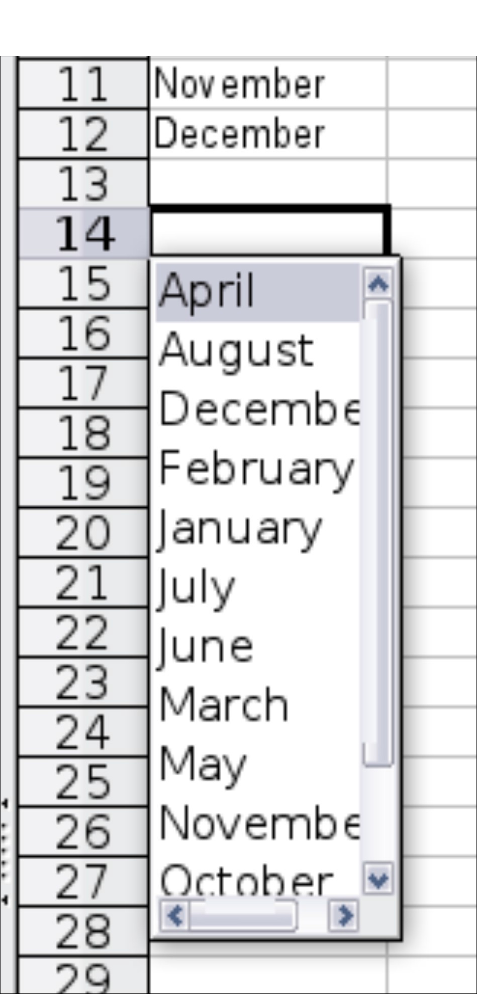 11 November
12 December
13
14
15 April
16 August
17
18 Decembe
19 February
20 January
21 July
22
23 June
24 March
25 May
26 Novembe
27 October
28
29